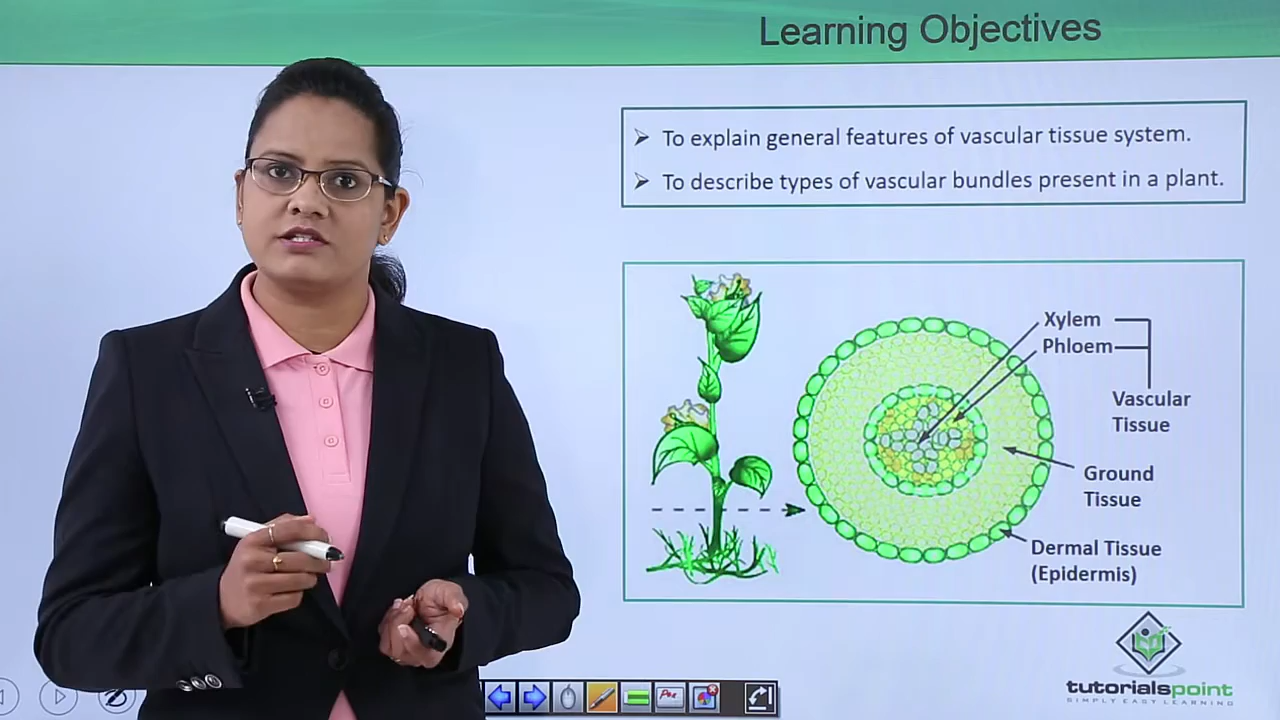 Learning Objectives
➢ To explain general features of vascular tissue system.
➢ To describe types of vascular bundles present in a plant.
Xylem
Phloem
Vascular
Tissue
Ground
Tissue
Dermal Tissue
(Epidermis)
Pen
tutorialspoint
SIMPLY EASY LEARNING